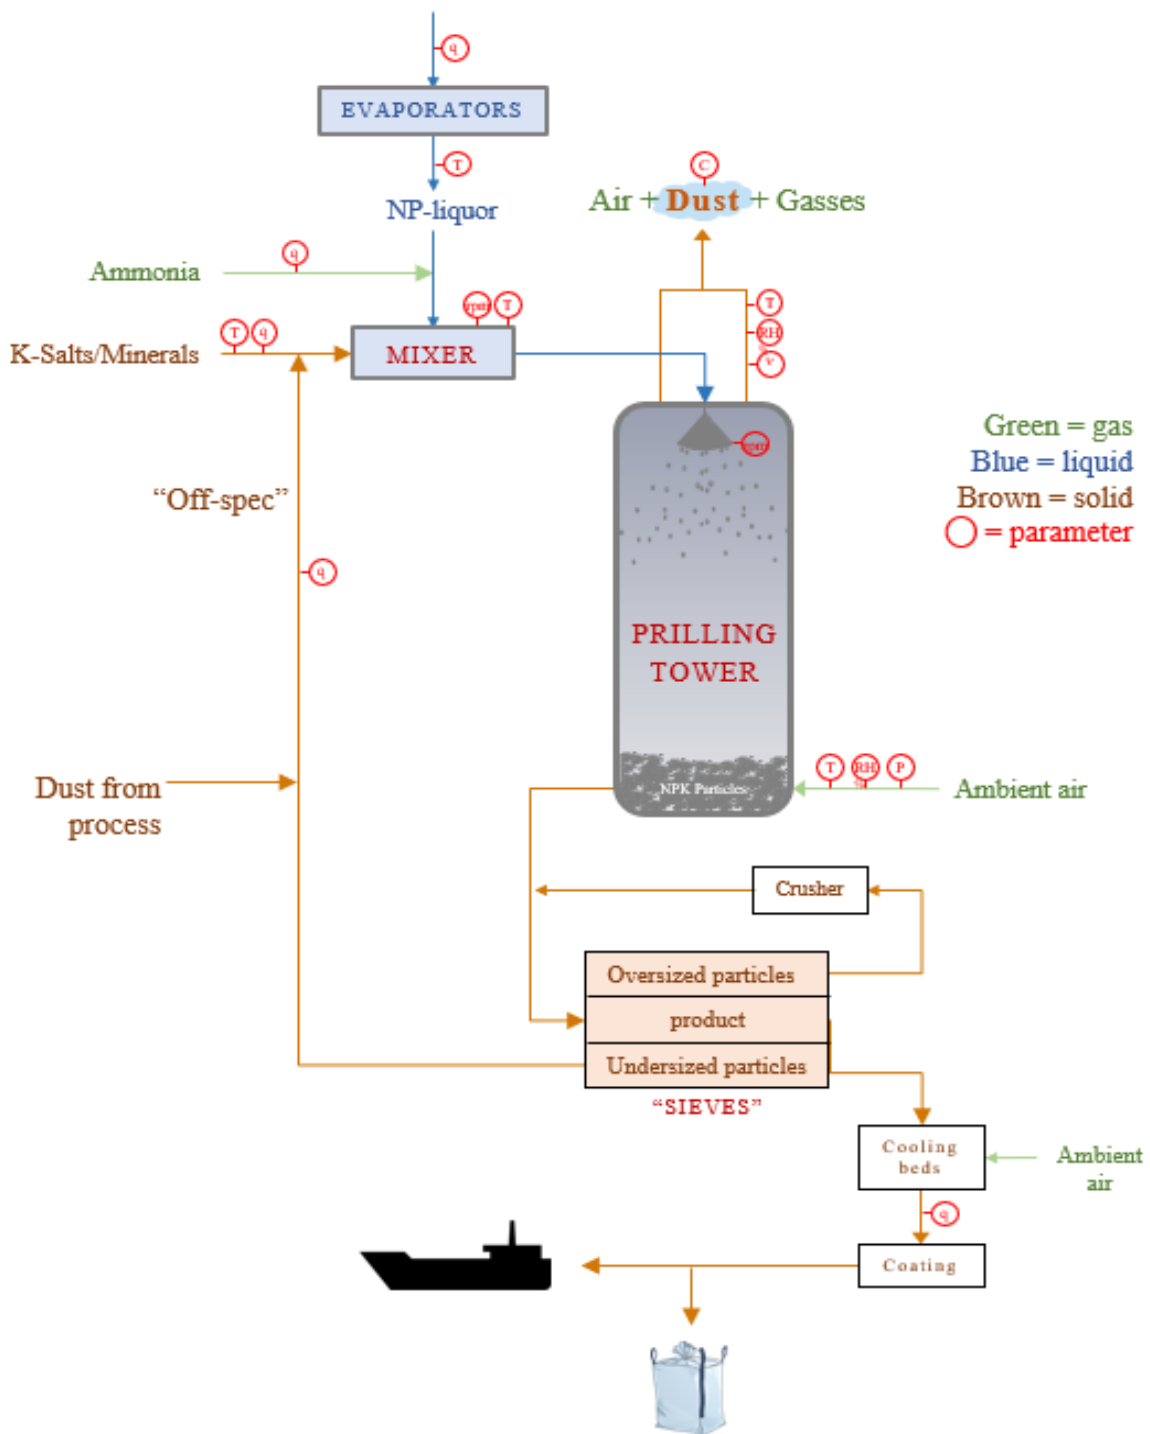 q
EVAPORATORS
T
NP-liquor
C
Air + Dust + Gasses
Ammonia
q
T
RH
V
rpm T
T q
K-Salts/Minerals
MIXER
rpm
Green = gas
Blue = liquid
Brown = solid
= parameter
“Off-spec”
q
PRILLING
TOWER
T RH P
NPK Particles
Ambient air
Dust from
process
Crusher
Oversized particles
product
Undersized particles
“SIEVES”
Cooling
beds
Ambient
air
q
Coating